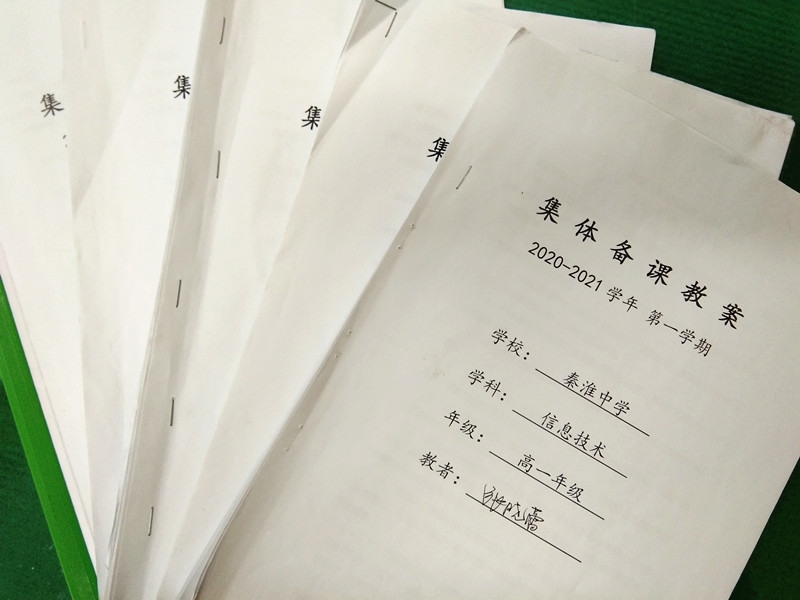 集
集
集
集
集体备课教案
2020-2021 学年 第一学期
学校：秦淮中学
学科：信息技术
年级：高一年级
教者：